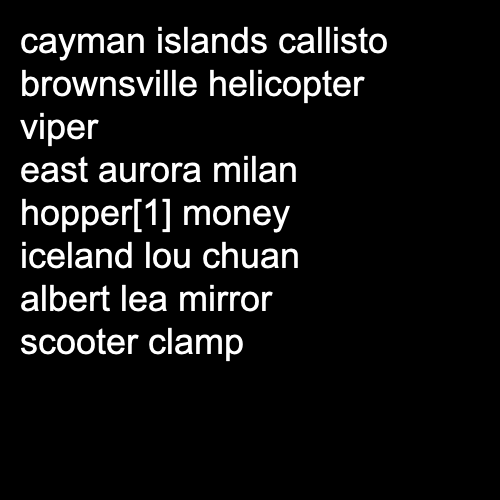 cayman islands callisto
brownsville helicopter
viper
east aurora milan
hopper[1] money
iceland lou chuan
albert lea mirror
scooter clamp